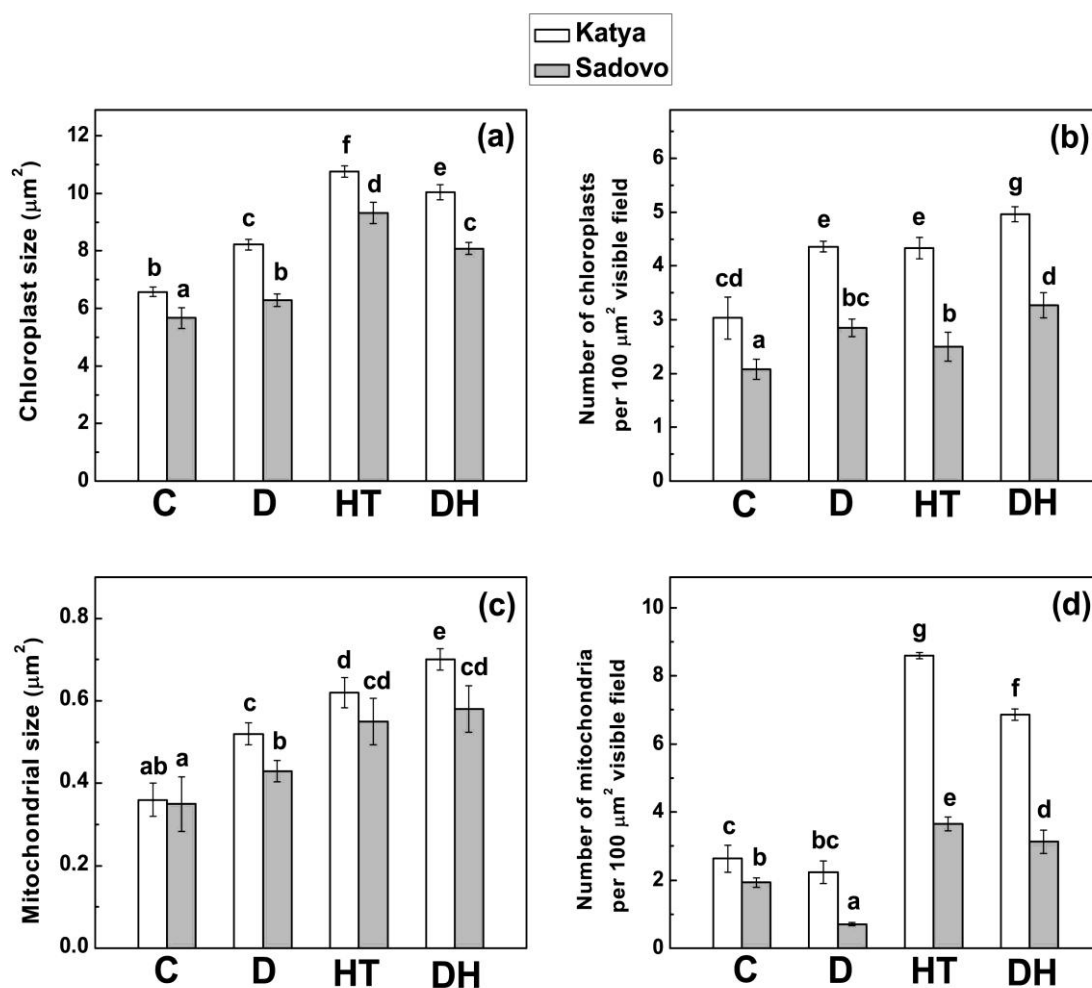 Katya
Sadovo
(a)
Chloroplast size (μm²)
12
10
8
6
4
2
0
b
a
c
b
f
d
e
c
C D HT DH
(b)
Number of chloroplasts
per 100 μm² visible field
6
5
4
3
2
1
0
cd
a
e
bc
e
b
g
d
C D HT DH
(c)
Mitochondrial size (μm²)
0.8
0.6
0.4
0.2
0.0
ab
a
c
b
d
cd
e
cd
C D HT DH
(d)
Number of mitochondria
per 100 μm² visible field
10
8
6
4
2
0
c
b
bc
a
g
e
f
d
C D HT DH